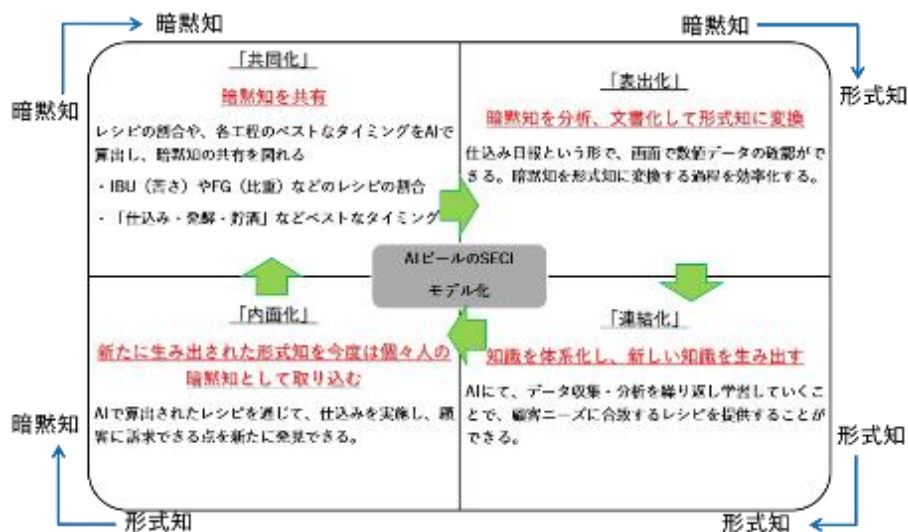 暗黙知
暗黙知
暗黙知
形式知
「共同化」
暗黙知を共有
レシピの割合や、各工程のベストなタイミングをAIで
算出し、暗黙知の共有を図れる
・IBU（苦さ）やFG（比重）などのレシピの割合
・「仕込み・発酵・貯酒」などベストなタイミング
「表出化」
暗黙知を分析、文書化して形式知に変換
仕込み日報という形で、画面で数値データの確認がで
きる。暗黙知を形式知に変換する過程を効率化する。
AIビールのSECI
モデル化
「内面化」
新たに生み出された形式知を今度は個々人の
暗黙知として取り込む
AIで算出されたレシピを通じて、仕込みを実施し、顧
客に訴求できる点を新たに発見できる。
「連結化」
知識を体系化し、新しい知識を生み出す
AIにて、データ収集・分析を繰り返し学習していくこ
とで、顧客ニーズに合致するレシピを提供することが
できる。
暗黙知
形式知
形式知
形式知